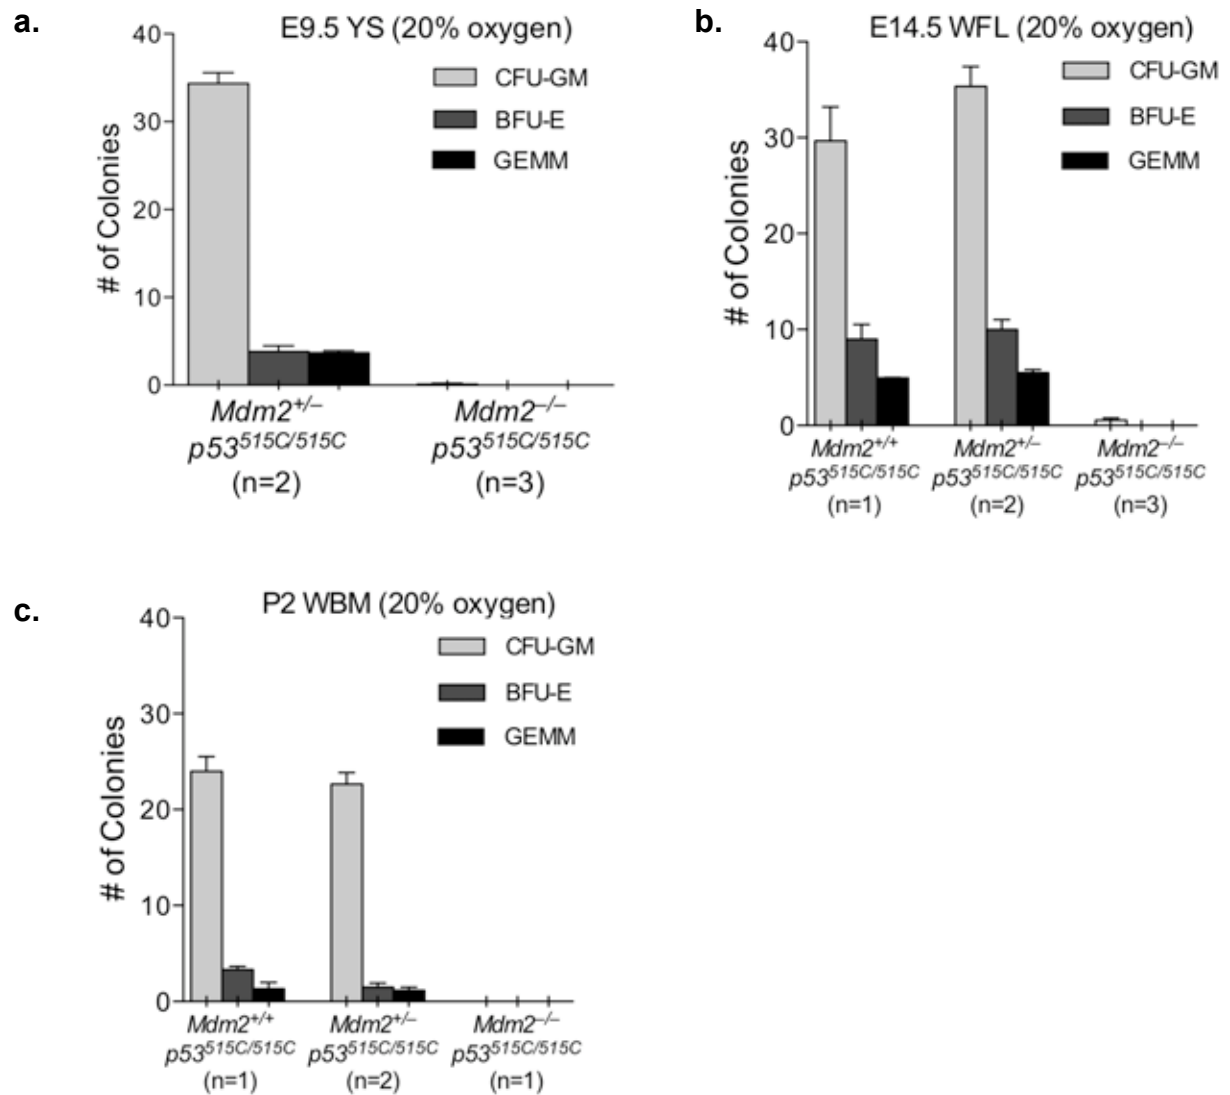 a.
E9.5 YS (20% oxygen)
CFU-GM
BFU-E
GEMM
# of Colonies
40
30
20
10
0
Mdm2+/– Mdm2–/–
p53515C/515C p53515C/515C
(n=2) (n=3)
b.
E14.5 WFL (20% oxygen)
CFU-GM
BFU-E
GEMM
# of Colonies
40
30
20
10
0
Mdm2+/+ Mdm2+/– Mdm2–/–
p53515C/515C p53515C/515C p53515C/515C
(n=1) (n=2) (n=3)
c.
P2 WBM (20% oxygen)
CFU-GM
BFU-E
GEMM
# of Colonies
40
30
20
10
0
Mdm2+/+ Mdm2+/– Mdm2–/–
p53515C/515C p53515C/515C p53515C/515C
(n=1) (n=2) (n=1)